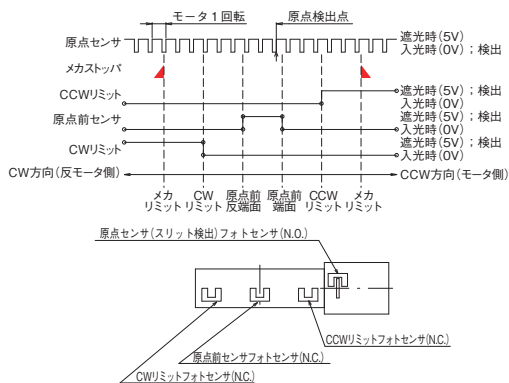 モータ1回転
原点検出点
原点センサ
遮光時(5V)
入光時(0V);検出
メカストッパ
CCWリミット
遮光時(5V);検出
入光時(0V)
原点前センサ
遮光時(5V);検出
入光時(0V)
CWリミット
遮光時(5V);検出
入光時(0V)
CW方向(反モータ側)
CCW方向(モータ側)
メカ
リミット
CW
リミット
原点前
反端面
原点前
端面
CCW
リミット
メカ
リミット
原点センサ(スリット検出)フォトセンサ(N.O.)
CCWリミットフォトセンサ(N.C.)
原点前センサフォトセンサ(N.C.)
CWリミットフォトセンサ(N.C.)